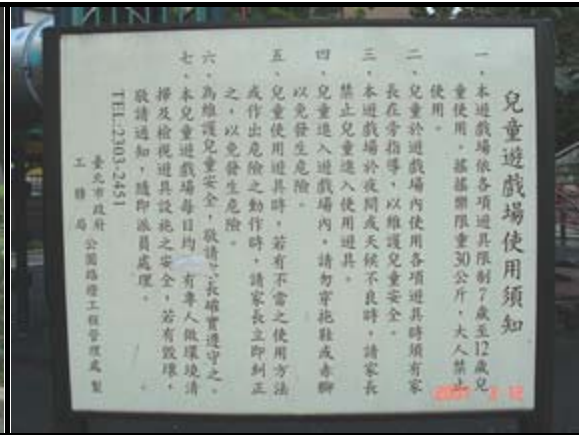 兒童遊戲場使用須知
一、本遊戲場依各項遊具限制7歲至12歲兒
童使用。搖搖樂限重30公斤,大人禁止
使用。
二、兒童於遊戲場內使用各項遊具時須有家
長在旁指導,以維護兒童安全。
三、本遊戲場於夜間或天候不良時,請家長
禁止兒童進入使用遊具。
四、兒童進入遊戲場內,請勿穿拖鞋或赤腳
以免發生危險。
五、兒童使用遊具時,若有不當之使用方法
或作出危險之動作時,請家長立即糾正
之,以免發生危險。
六、為維護兒童安全,敬請家長確實遵守之。
七、本兒童遊戲場每日均有專人做環境清
掃及檢視遊具設施之安全,若有毀壞,
敬請通知,隨即派員處理。
TEL:2303-2451
臺北市政府
工務局
公園路燈工程管理處 製